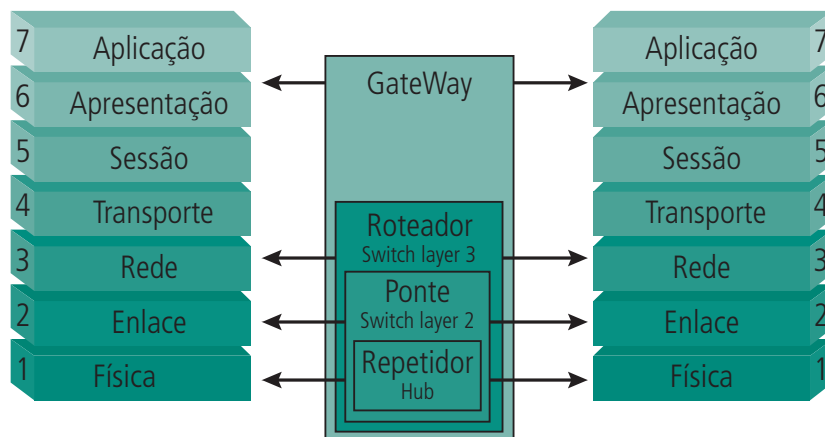 7 Aplicação
6 Apresentação
5 Sessão
4 Transporte
3 Rede
2 Enlace
1 Física
GateWay
Roteador
Switch layer 3
Ponte
Switch layer 2
Repetidor
Hub
Aplicação 7
Apresentação 6
Sessão 5
Transporte 4
Rede 3
Enlace 2
Física 1